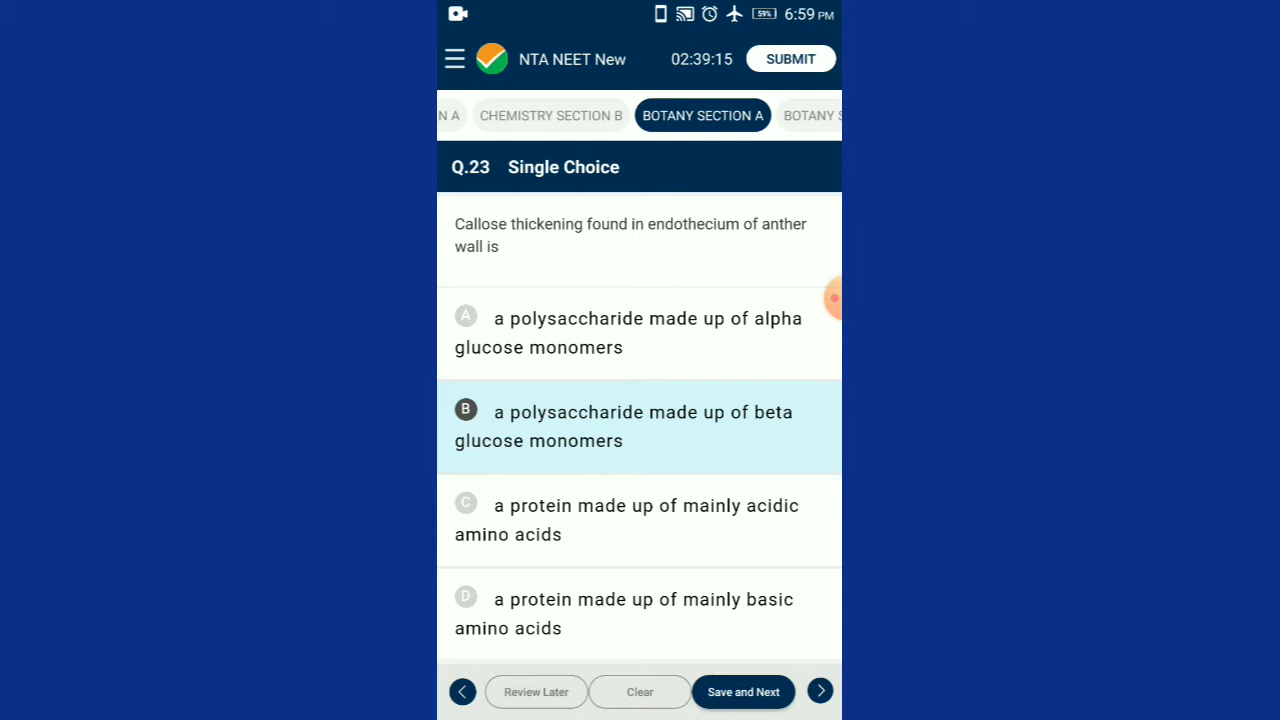 59% 6:59 PM
NTA NEET New 02:39:15 SUBMIT
N A CHEMISTRY SECTION B BOTANY SECTION A BOTANY S
Q.23 Single Choice
Callose thickening found in endothecium of anther
wall is
A a polysaccharide made up of alpha
glucose monomers
B a polysaccharide made up of beta
glucose monomers
C a protein made up of mainly acidic
amino acids
D a protein made up of mainly basic
amino acids
Review Later Clear Save and Next